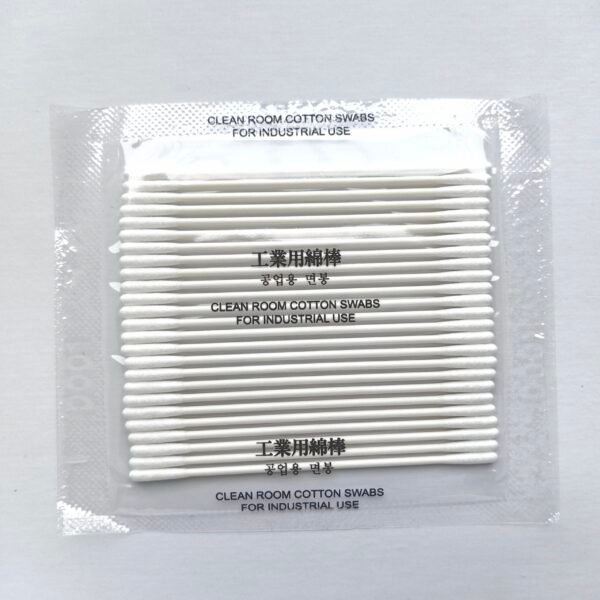 CLEAN ROOM COTTON SWABS
FOR INDUSTRIAL USE
工業用綿棒
공업용 면봉
CLEAN ROOM COTTON SWABS
FOR INDUSTRIAL USE
工業用綿棒
공업용 면봉
CLEAN ROOM COTTON SWABS
FOR INDUSTRIAL USE